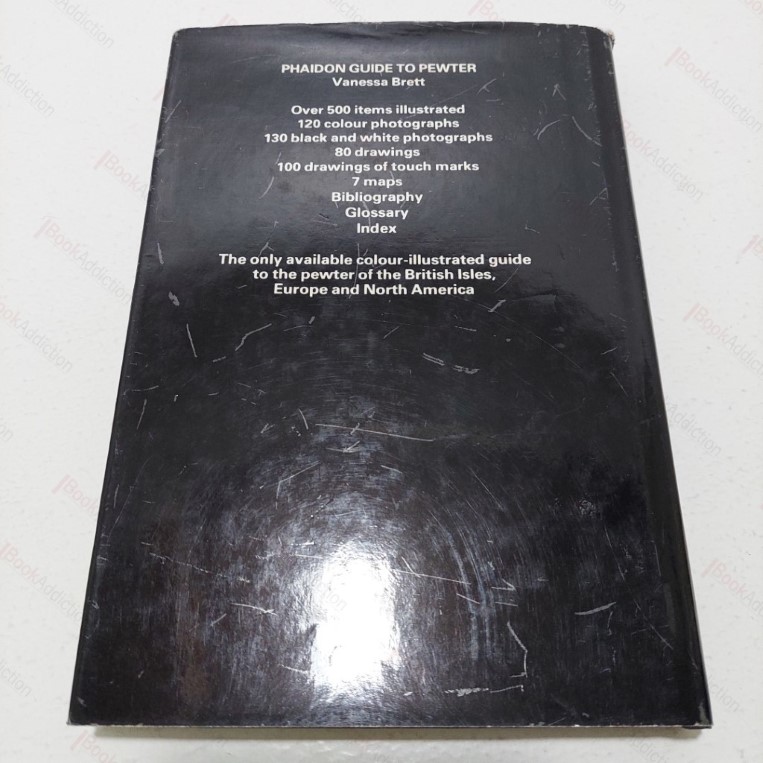 PHAIDON GUIDE TO PEWTER
Vanessa Brett
Over 500 items illustrated
120 colour photographs
130 black and white photographs
80 drawings
100 drawings of touch marks
7 maps
Bibliography
Glossary
Index
The only available colour-illustrated guide
to the pewter of the British Isles,
Europe and North America